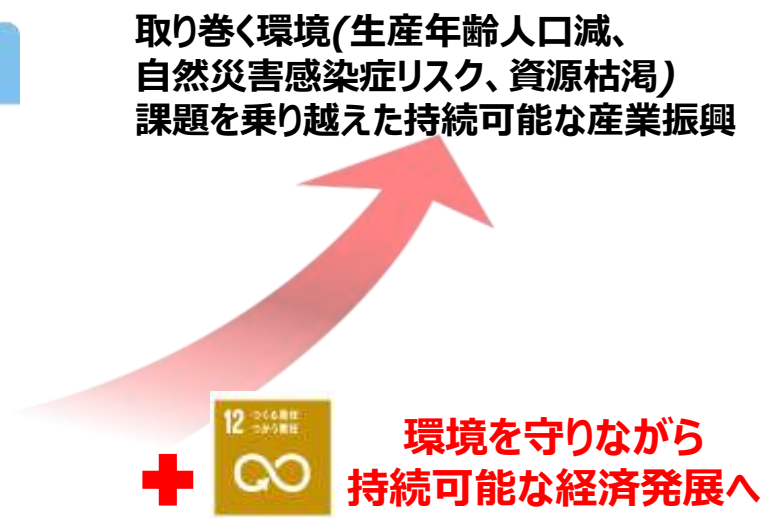 取り巻く環境(生産年齢人口減、
自然災害感染症リスク、資源枯渇)
課題を乗り越えた持続可能な産業振興
12 つくる責任
つかう責任
環境を守りながら
持続可能な経済発展へ